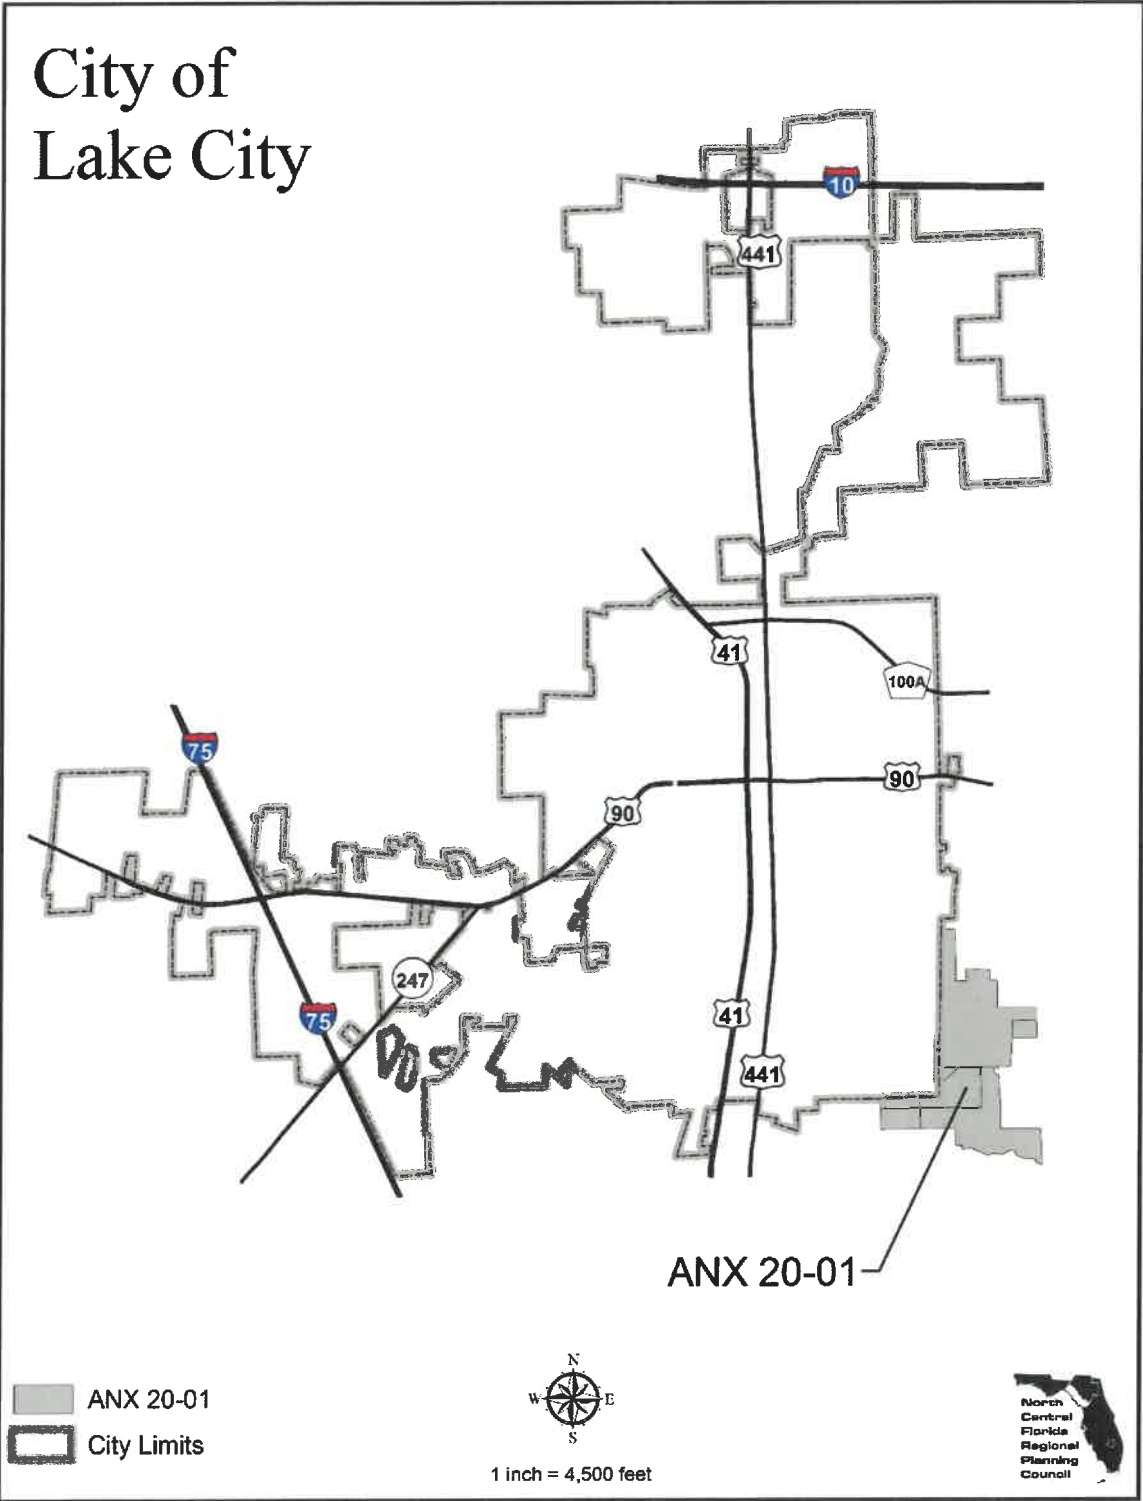 City of
Lake City
10
441
41
100A
75
90
90
247
75
41
441
ANX 20-01
ANX 20-01
City Limits
N
W E
S
1 inch = 4,500 feet
North
Central
Florida
Regional
Planning
Council